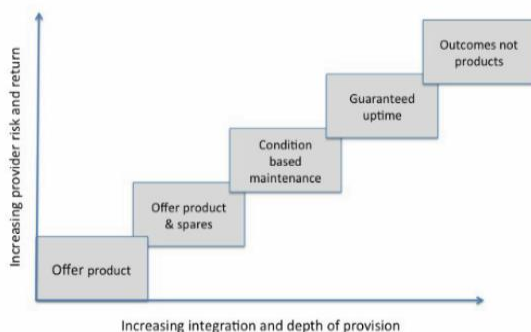 Outcomes not
products
Guaranteed
uptime
Condition
based
maintenance
Offer product
& spares
Offer product
Increasing provider risk and return
Increasing integration and depth of provision